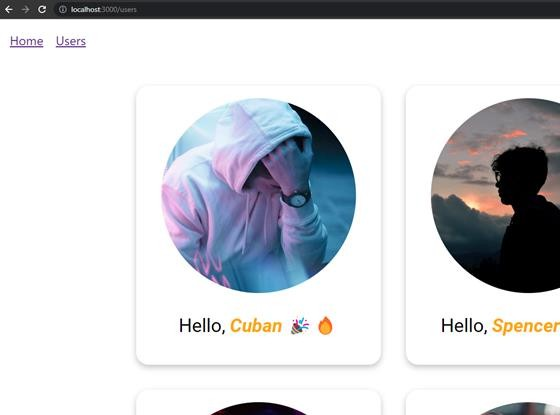 localhost:3000/users
Home Users
Hello, Cuban 🎉 🔥
Hello, Spencer